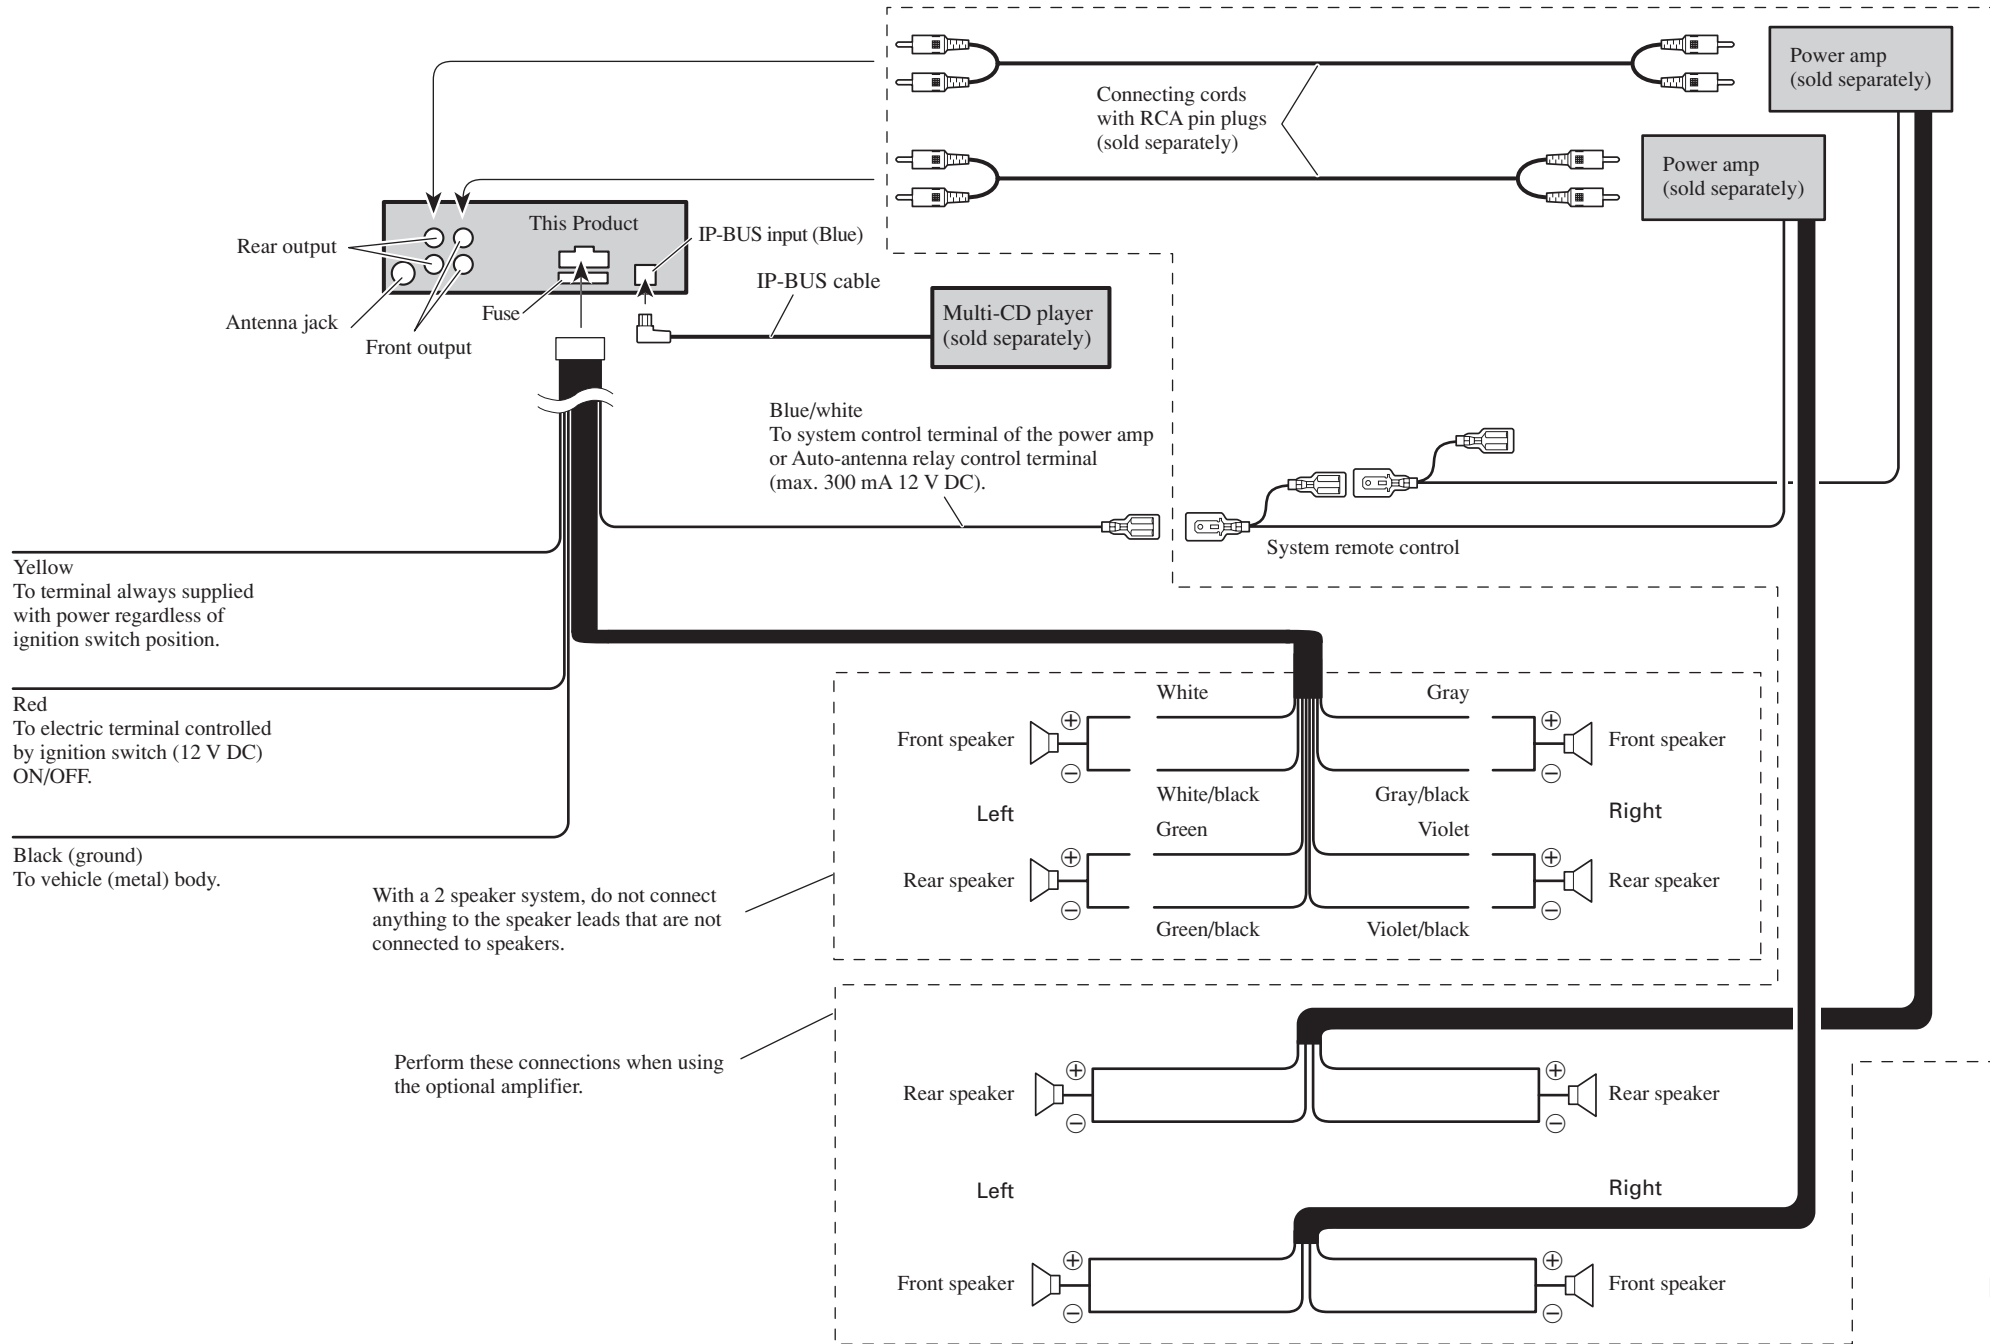 Power amp
(sold separately)
Connecting cords
with RCA pin plugs
(sold separately)
Power amp
(sold separately)
This Product
Rear output
IP-BUS input (Blue)
IP-BUS cable
Antenna jack
Fuse
Front output
Multi-CD player
(sold separately)
Blue/white
To system control terminal of the power amp
or Auto-antenna relay control terminal
(max. 300 mA 12 V DC).
System remote control
Yellow
To terminal always supplied
with power regardless of
ignition switch position.
Red
To electric terminal controlled
by ignition switch (12 V DC)
ON/OFF.
Black (ground)
To vehicle (metal) body.
With a 2 speaker system, do not connect
anything to the speaker leads that are not
connected to speakers.
White
Gray
Front speaker
+
+
Front speaker
−
−
White/black
Gray/black
Left
Right
Green
Violet
Rear speaker
+
+
Rear speaker
−
−
Green/black
Violet/black
Perform these connections when using
the optional amplifier.
Rear speaker
+
+
Rear speaker
−
−
Left
Right
Front speaker
+
+
Front speaker
−
−